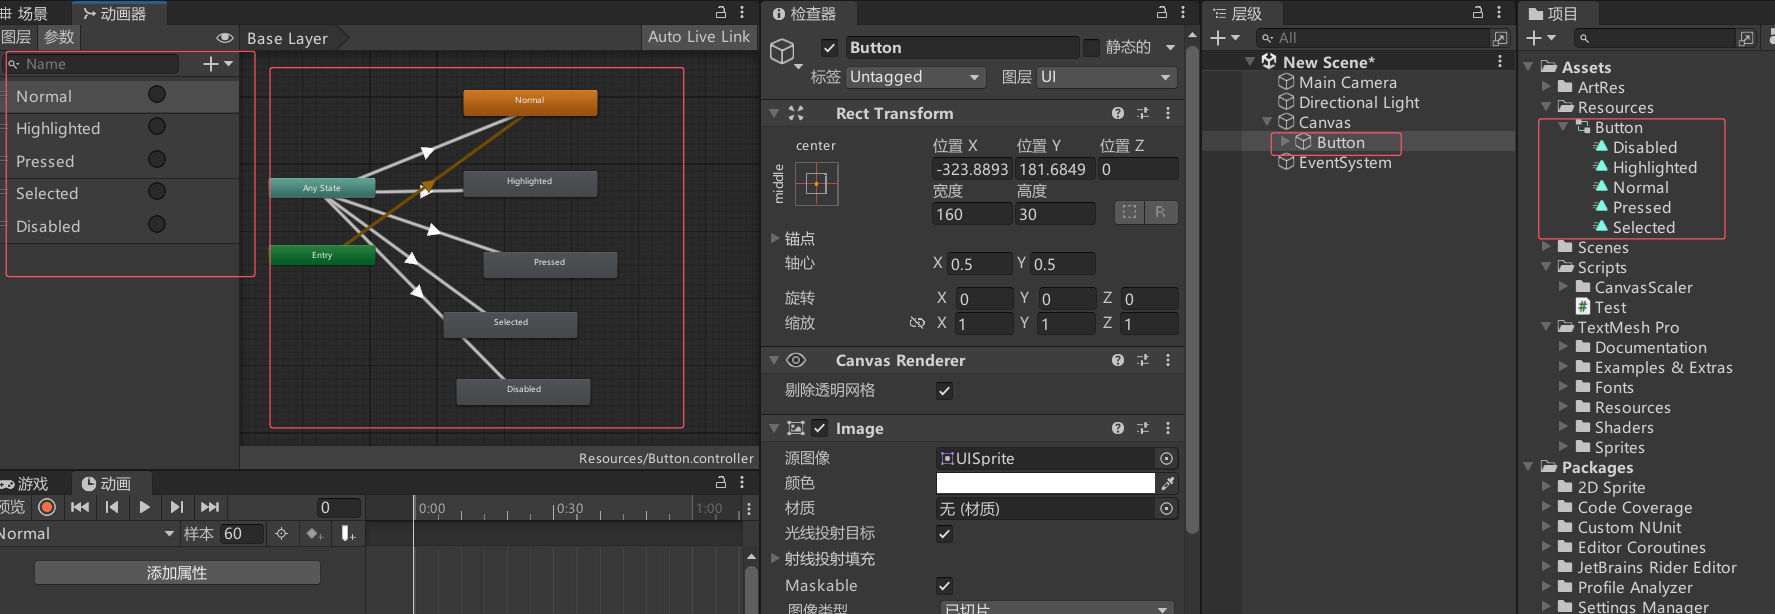 场景
动画器
图层
参数
Base Layer
Auto Live Link
Name
Normal
Highlighted
Pressed
Selected
Disabled
Normal
Any State
Highlighted
Entry
Pressed
Selected
Disabled
Resources/Button.controller
游戏
动画
预览
0
0:00
0:30
1:00
Normal
样本 60
添加属性
检查器
Button
静态的
标签 Untagged
图层 UI
Rect Transform
center
middle
位置 X
位置 Y
位置 Z
-323.8893
181.6849
0
宽度
高度
160
30
R
锚点
轴心
X 0.5
Y 0.5
旋转
X 0
Y 0
Z 0
缩放
X 1
Y 1
Z 1
Canvas Renderer
剔除透明网格
Image
源图像
UISprite
颜色
材质
无 (材质)
光线投射目标
射线投射填充
Maskable
图像类型
已切片
层级
All
New Scene*
Main Camera
Directional Light
Canvas
Button
EventSystem
项目
Assets
ArtRes
Resources
Button
Disabled
Highlighted
Normal
Pressed
Selected
Scenes
Scripts
CanvasScaler
Test
TextMesh Pro
Documentation
Examples & Extras
Fonts
Resources
Shaders
Sprites
Packages
2D Sprite
Code Coverage
Custom NUnit
Editor Coroutines
JetBrains Rider Editor
Profile Analyzer
Settings Manager